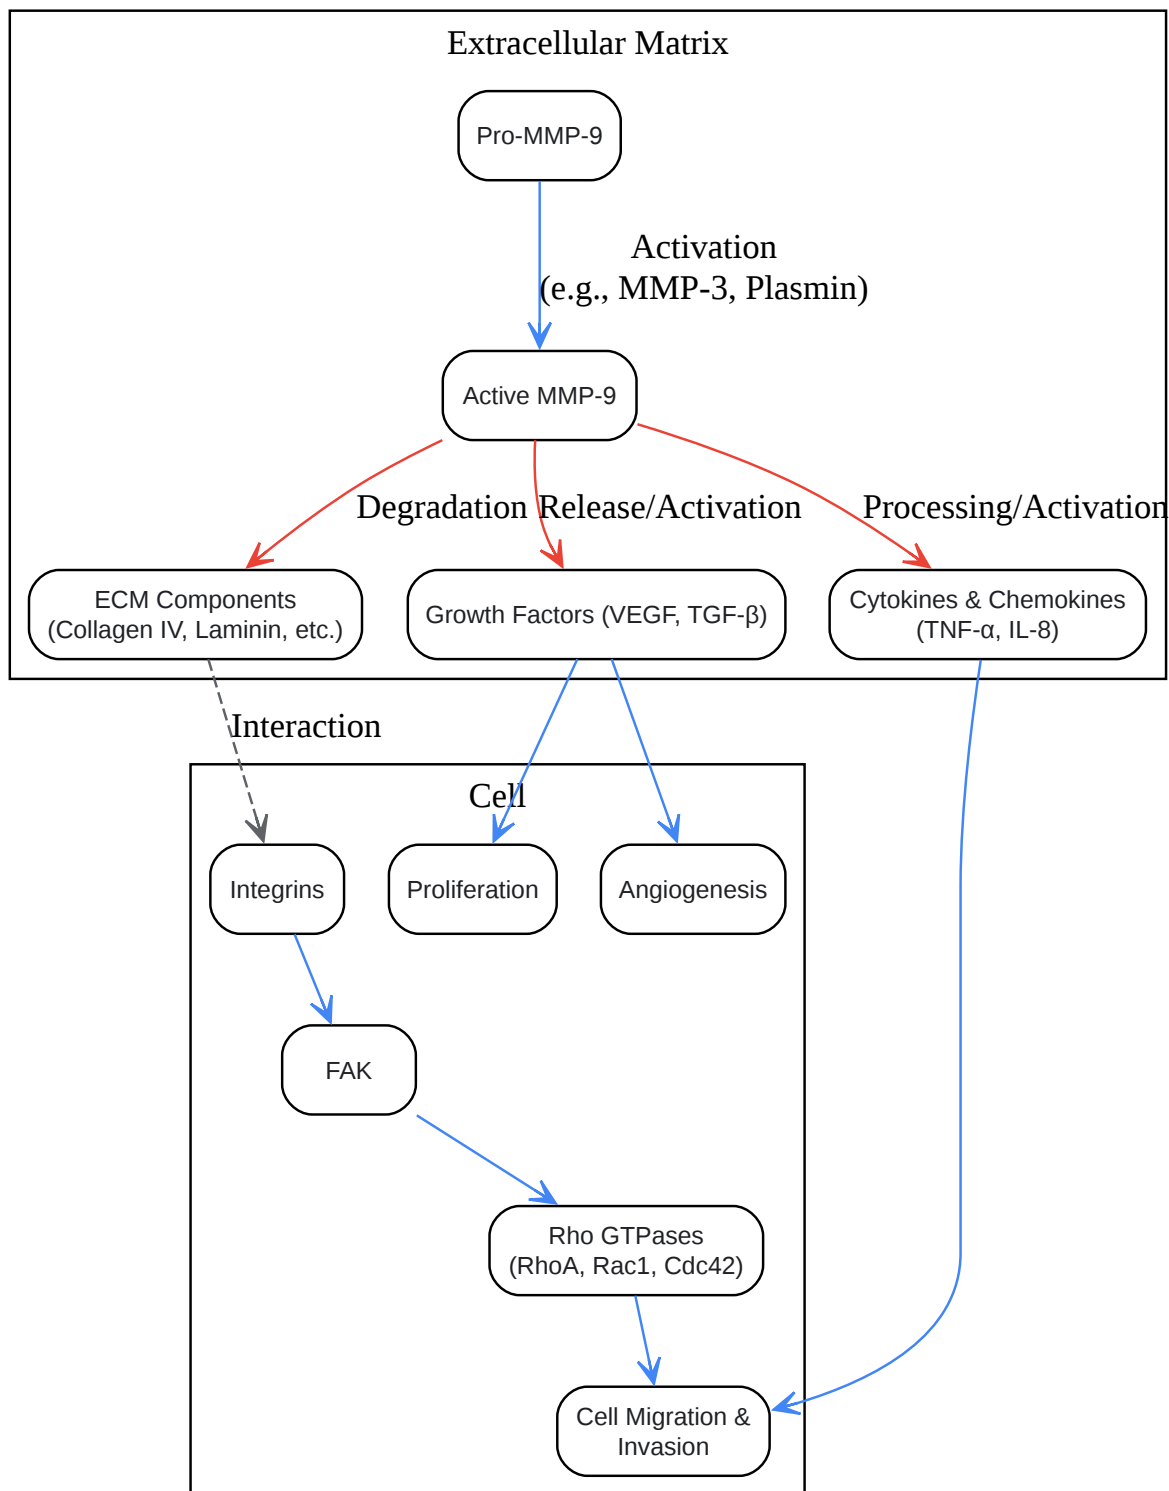 Extracellular Matrix
Pro-MMP-9
Activation
(e.g., MMP-3, Plasmin)
Active MMP-9
Degradation
Release/Activation
Processing/Activation
ECM Components
(Collagen IV, Laminin, etc.)
Growth Factors (VEGF, TGF-β)
Cytokines & Chemokines
(TNF-α, IL-8)
Interaction
Cell
Integrins
Proliferation
Angiogenesis
FAK
Rho GTPases
(RhoA, Rac1, Cdc42)
Cell Migration &
Invasion